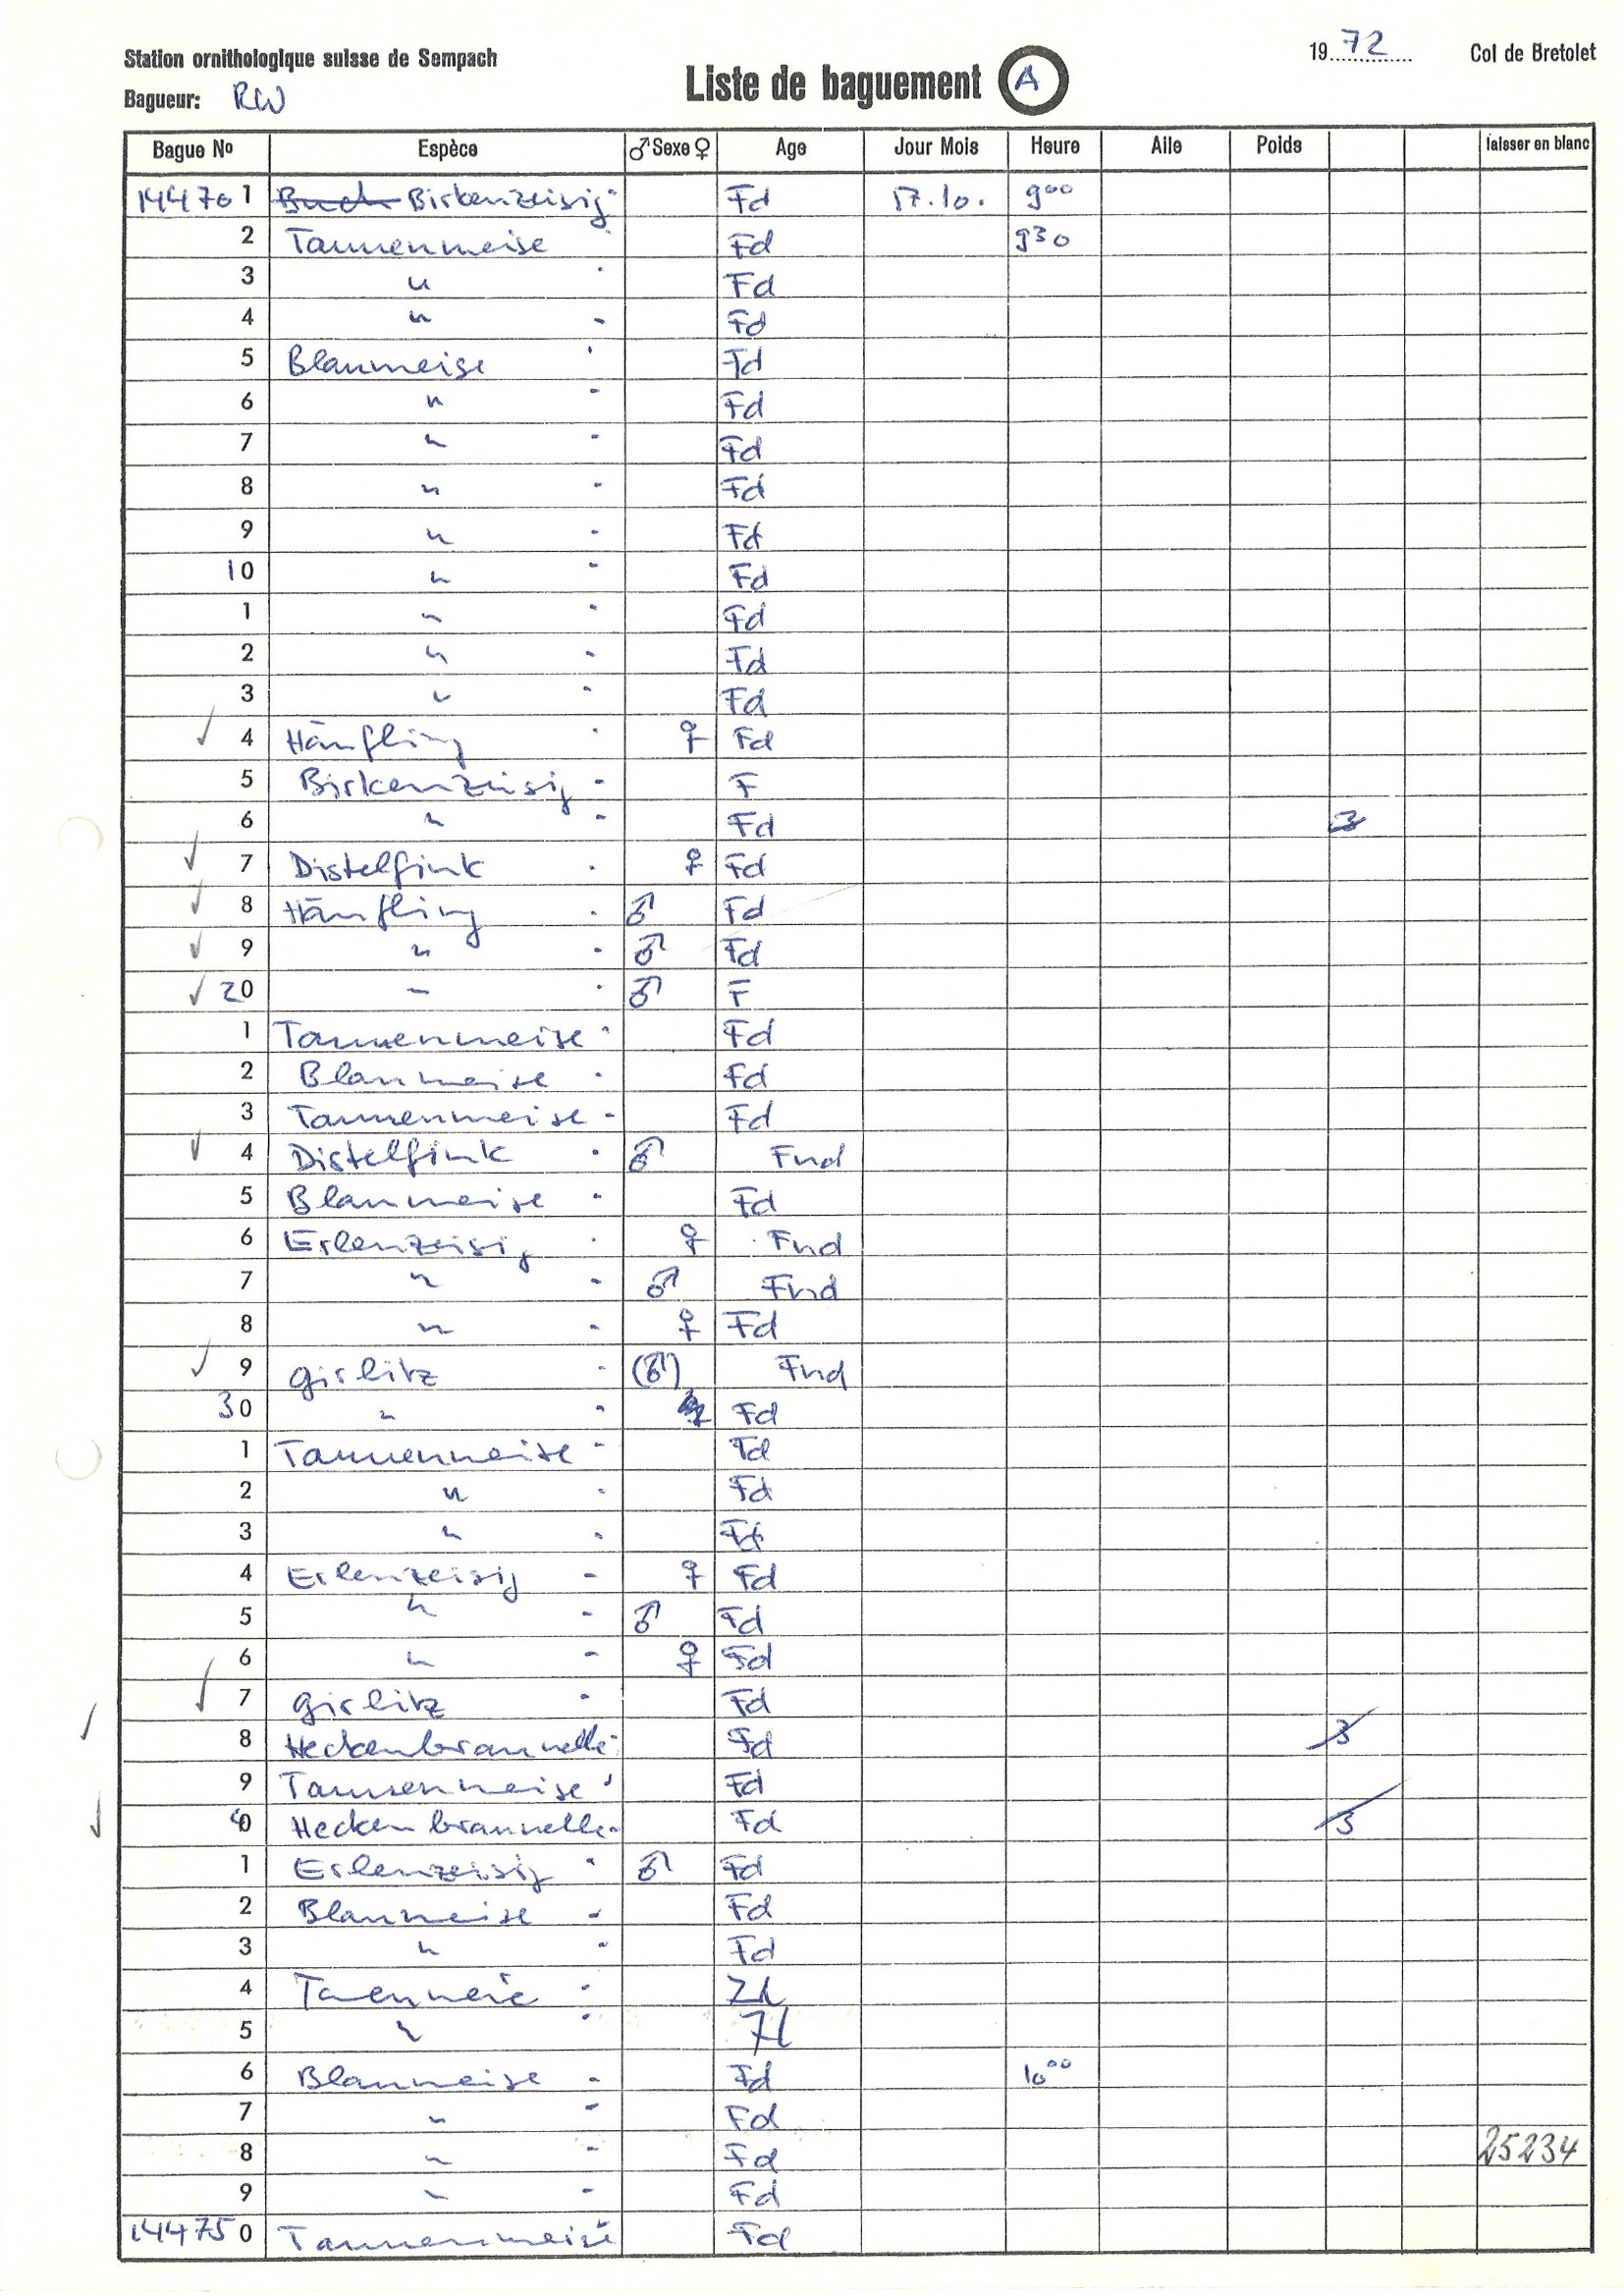 Station ornithologique suisse de Sempach
19 72 Col de Bretolet
Bagueur: RW
Liste de baguement A
Bague No Espèce ♂ Sexe ♀ Age Jour Mois Heure Aile Poids laisser en blanc
144701 Birkenzeisig Fd 17.10. 9 00
2 Tannenmeise Fd 9 30
3 " Fd
4 " Fd
5 Blaumeise Fd
6 " Fd
7 " Fd
8 " Fd
9 " Fd
10 " Fd
1 " Fd
2 " Fd
3 " Fd
✓ 4 Hänfling ♀ Fd
5 Birkenzeisig F
6 " Fd
✓ 7 Distelfink ♀ Fd
✓ 8 Hänfling ♂ Fd
✓ 9 " ♂ Fd
✓ 20 " ♂ F
1 Tannenmeise Fd
2 Blaumeise Fd
3 Tannenmeise Fd
✓ 4 Distelfink ♂ Fnd
5 Blaumeise Fd
6 Erlenzeisig ♀ Fnd
7 " ♂ Fnd
8 " ♀ Fd
✓ 9 Girlitz (♂) Fnd
30 " Fd
1 Tannenmeise Fd
2 " Fd
3 " Fd
4 Erlenzeisig ♀ Fd
5 " ♂ Fd
6 " ♀ Fd
✓ 7 Girlitz Fd
✓ 8 Heckenbraunelle Fd 3
9 Tannenmeise Fd
✓ 40 Heckenbraunelle Fd 3
1 Erlenzeisig ♂ Fd
2 Blaumeise Fd
3 " Fd
4
5 "
6 Blaumeise Fd 10 00
7 " Fd
8 " Fd 25234
9 " Fd
144750 Tannenmeise Fd